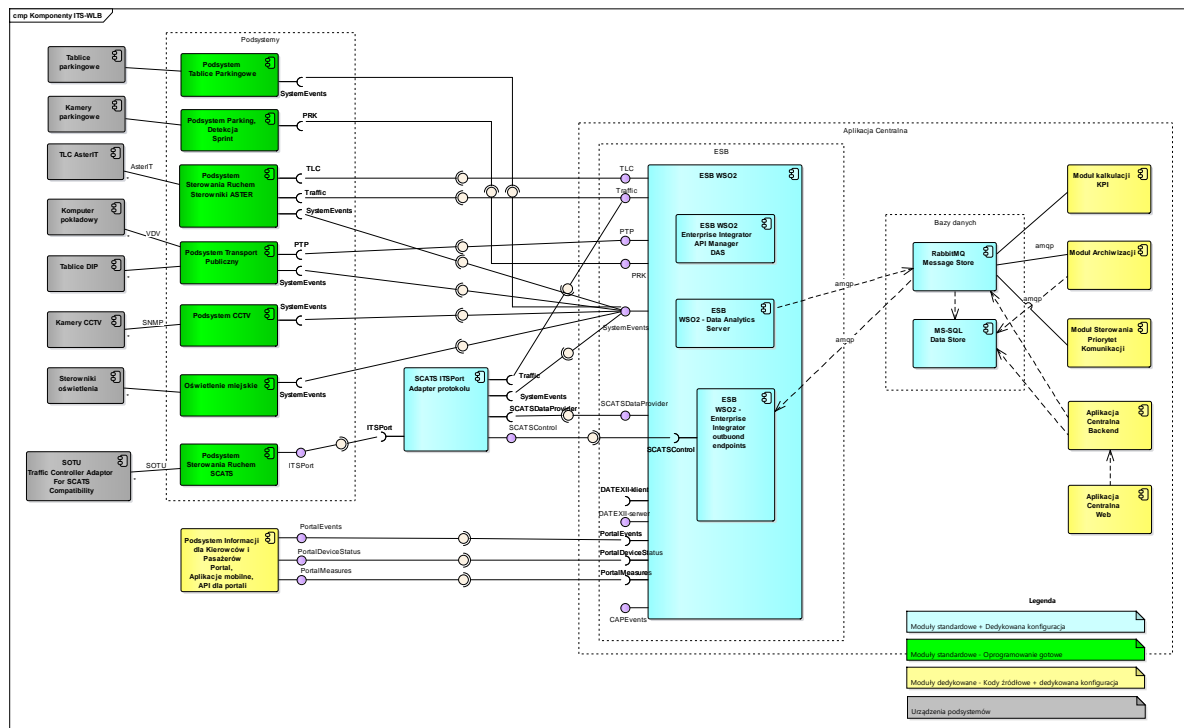 cmp Komponenty ITS-WLB
Podsystemy
Tablice
parkingowe
Podsystem
Tablice Parkingowe
SystemEvents
Kamery
parkingowe
Podsystem Parking,
Detekcja
Sprint
PRK
TLC AsterIT
AsterIT
Podsystem
Sterowania Ruchem
Sterowniki ASTER
TLC
Traffic
SystemEvents
Komputer
pokładowy
VDV
Podsystem Transport
Publiczny
PTP
SystemEvents
Tablice DIP
Kamery CCTV
SNMP
Podsystem CCTV
SystemEvents
Sterowniki
oświetlenia
Oświetlenie miejskie
SystemEvents
SOTU
Traffic Controller Adaptor
For SCATS
Compatibility
SOTU
Podsystem
Sterowania Ruchem
SCATS
ITSPort
ITSPort
SCATS ITSPort
Adapter protokołu
Traffic
SystemEvents
SCATSDataProvider
SCATSControl
Podsystem Informacji
dla Kierowców i
Pasażerów
Portal,
Aplikacje mobilne,
API dla portali
PortalEvents
PortalDeviceStatus
PortalMeasures
Aplikacja Centralna
ESB
TLC
Traffic
PTP
PRK
SystemEvents
SCATSDataProvider
SCATSControl
DATEXII-klient
DATEXII-serwer
PortalEvents
PortalDeviceStatus
PortalMeasures
CAPEvents
ESB WSO2
ESB WSO2
Enterprise Integrator
API Manager
DAS
ESB
WSO2 - Data Analytics
Server
ESB
WSO2 -
Enterprise
Integrator
outbuond
endpoints
amqp
amqp
Bazy danych
RabbitMQ
Message Store
MS-SQL
Data Store
amqp
amqp
Moduł kalkulacji
KPI
Moduł Archiwizacji
Moduł Sterowania
Priorytet
Komunikacji
Aplikacja
Centralna
Backend
Aplikacja
Centralna
Web
Legenda
Moduły standardowe + Dedykowana konfiguracja
Moduły standardowe - Oprogramowanie gotowe
Moduły dedykowane - Kody źródłowe + dedykowana konfiguracja
Urządzenia podsystemów